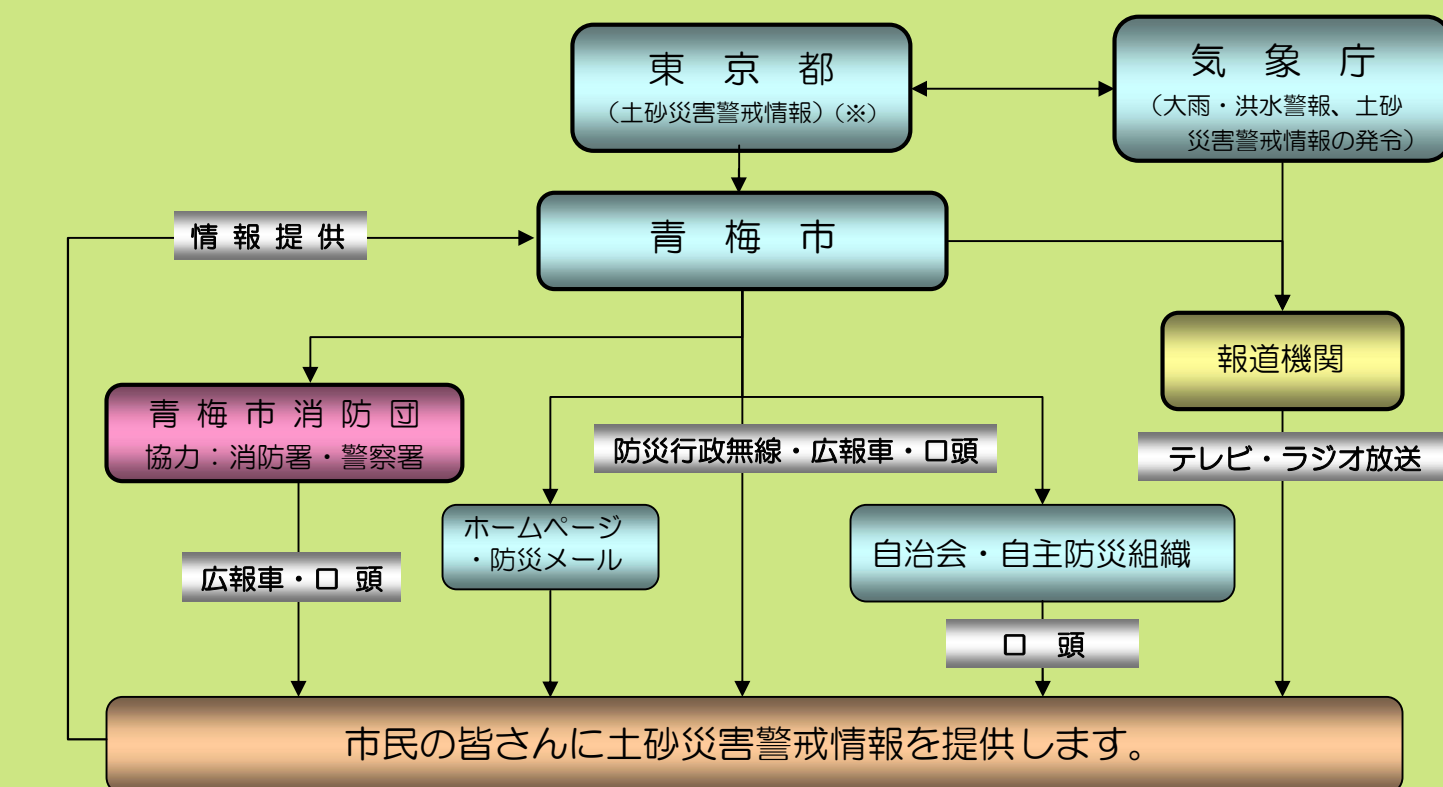 東京都
（土砂災害警戒情報）（※）
気象庁
（大雨・洪水警報、土砂
災害警戒情報の発令）
情報提供
青梅市
報道機関
青梅市消防団
協力：消防署・警察署
防災行政無線・広報車・口頭
テレビ・ラジオ放送
ホームページ
・防災メール
自治会・自主防災組織
広報車・口頭
口頭
市民の皆さんに土砂災害警戒情報を提供します。